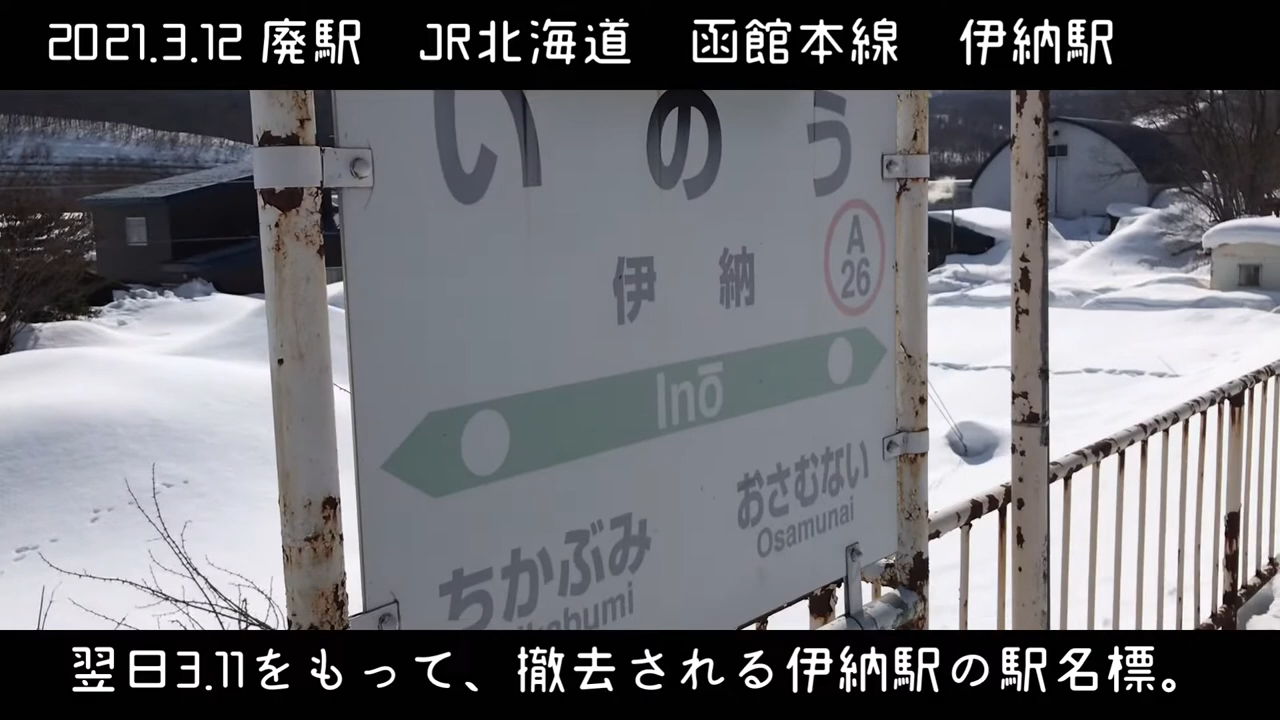 2021.3.12 廃駅 JR北海道 函館本線 伊納駅
いのう
A
26
伊納
Inō
おさむない
Osamunai
ちかぶみ
翌日3.11をもって、撤去される伊納駅の駅名標。